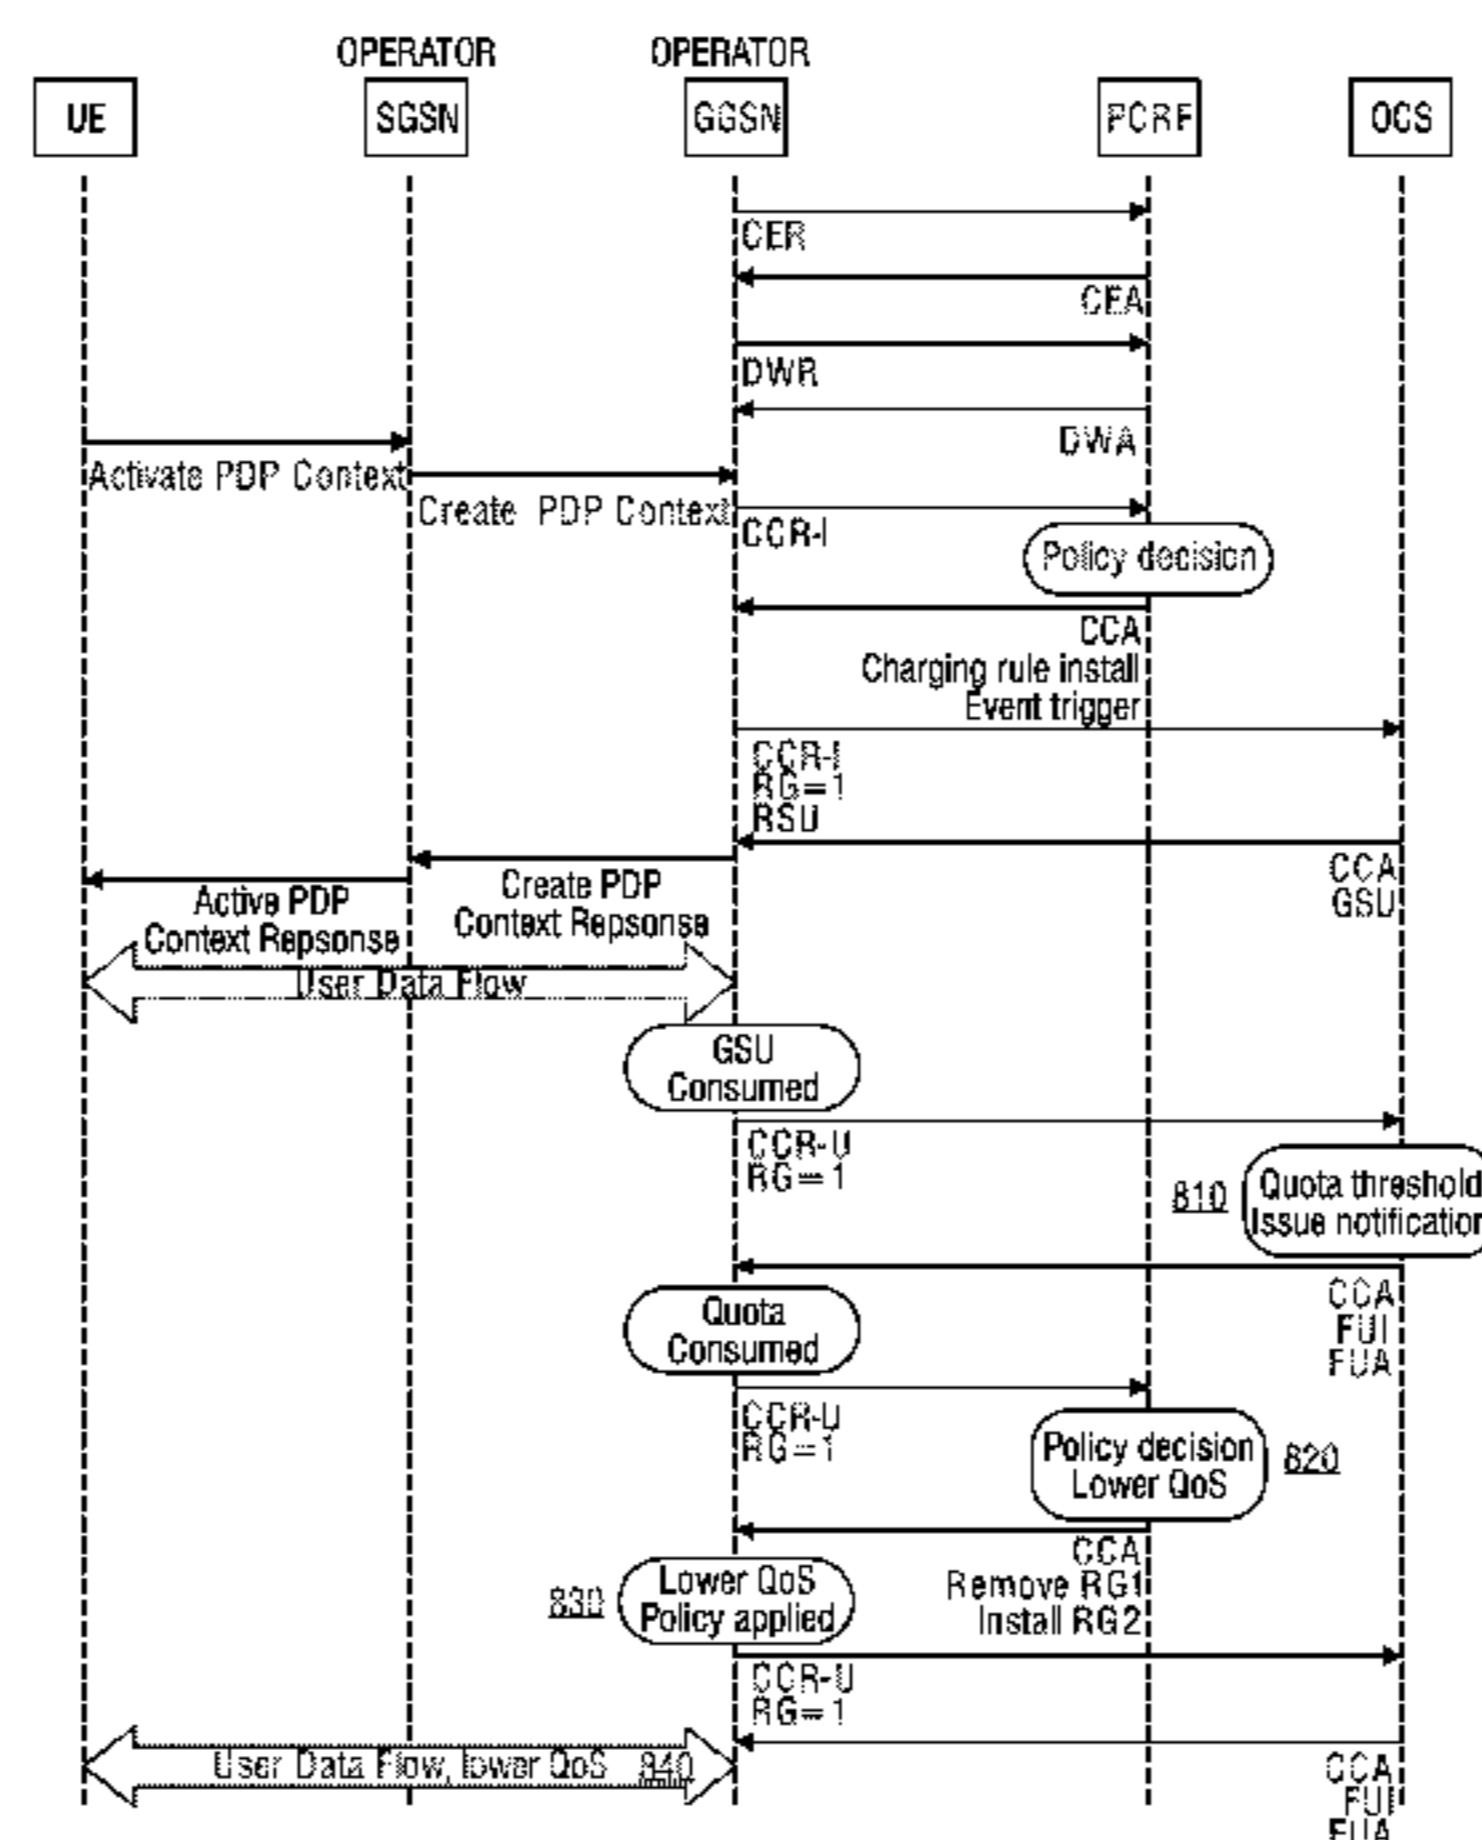 OPERATOR OPERATOR
UE SGSN GGSN PCRF OCS
CER
CEA
DWR
DWA
Activate PDP Context
Create PDP Context
CCR-I
Policy decision
CCA
Charging rule install
Event trigger
CCR-I
RG=1
RSU
CCA
GSU
Create PDP
Context Repsonse
Active PDP
Context Repsonse
User Data Flow
GSU
Consumed
CCR-U
RG=1
810
Quota threshold
Issue notification
CCA
FUI
FUA
Quota
Consumed
CCR-U
RG=1
Policy decision
Lower QoS
820
CCA
Remove RG1
Install RG2
830
Lower QoS
Policy applied
CCR-U
RG=1
User Data Flow, lower QoS 840
CCA
FUI
FUA